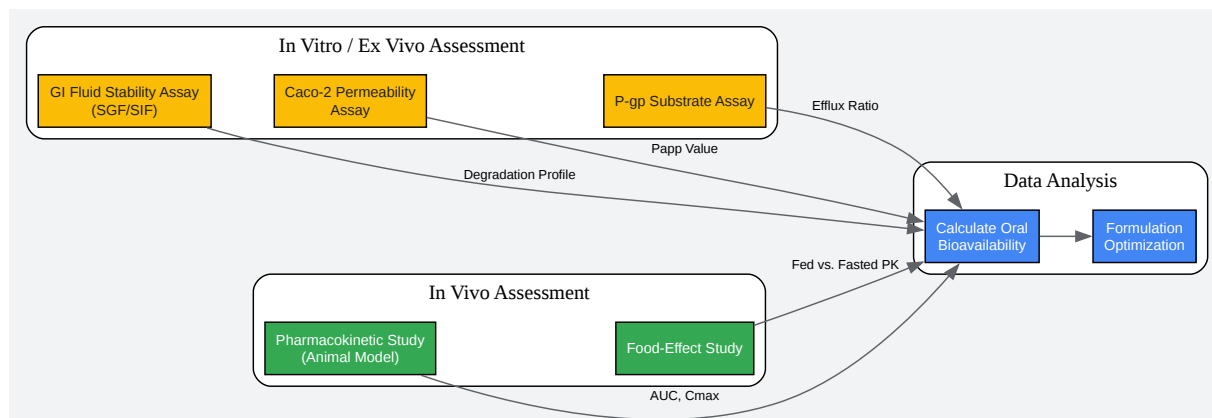 In Vitro / Ex Vivo Assessment
GI Fluid Stability Assay
(SGF/SIF)
Caco-2 Permeability
Assay
P-gp Substrate Assay
Efflux Ratio
Papp Value
Degradation Profile
Data Analysis
Calculate Oral
Bioavailability
Formulation
Optimization
Fed vs. Fasted PK
In Vivo Assessment
Pharmacokinetic Study
(Animal Model)
Food-Effect Study
AUC, Cmax